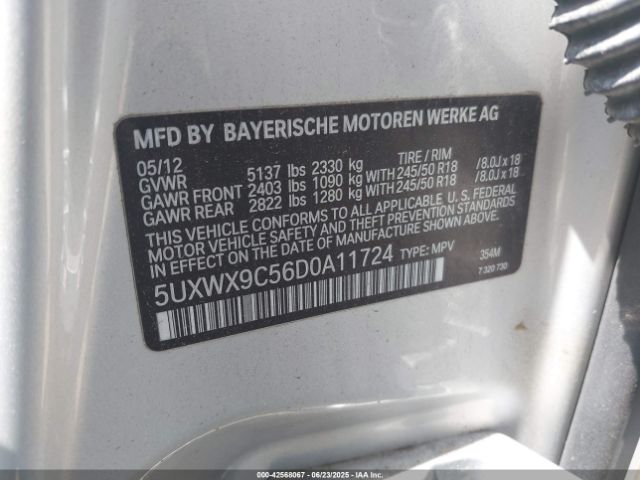 MFD BY BAYERISCHE MOTOREN WERKE AG
05/12 TIRE / RIM
GVWR 5137 lbs 2330 kg
GAWR FRONT 2403 lbs 1090 kg WITH 245/50 R18 /8.0J x 18
GAWR REAR 2822 lbs 1280 kg WITH 245/50 R18 /8.0J x 18
THIS VEHICLE CONFORMS TO ALL APPLICABLE U.S. FEDERAL
MOTOR VEHICLE SAFETY AND THEFT PREVENTION
STANDARDS IN EFFECT ON THE DATE OF MANUFACTURE
SHOWN ABOVE.
5UXWX9C56D0A11724 TYPE: MPV 354M
7 320 730
000-42568067 - 06/23/2025 - IAAI.COM